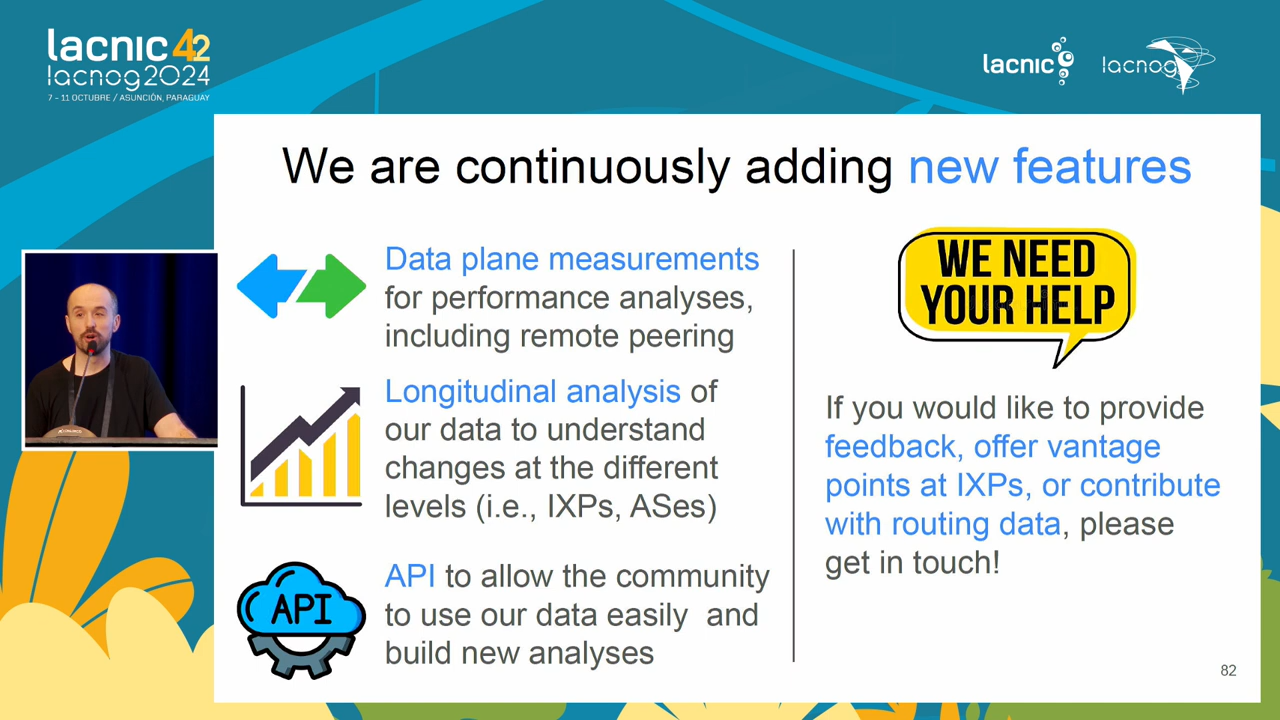 lacnic 42
lacnog2024
7 - 11 OCTUBRE / ASUNCIÓN, PARAGUAY
lacnic
lacnog
We are continuously adding new features
Data plane measurements
for performance analyses,
including remote peering
Longitudinal analysis of
our data to understand
changes at the different
levels (i.e., IXPs, ASes)
API
API to allow the community
to use our data easily and
build new analyses
WE NEED
YOUR HELP
If you would like to provide
feedback, offer vantage
points at IXPs, or contribute
with routing data, please
get in touch!
82